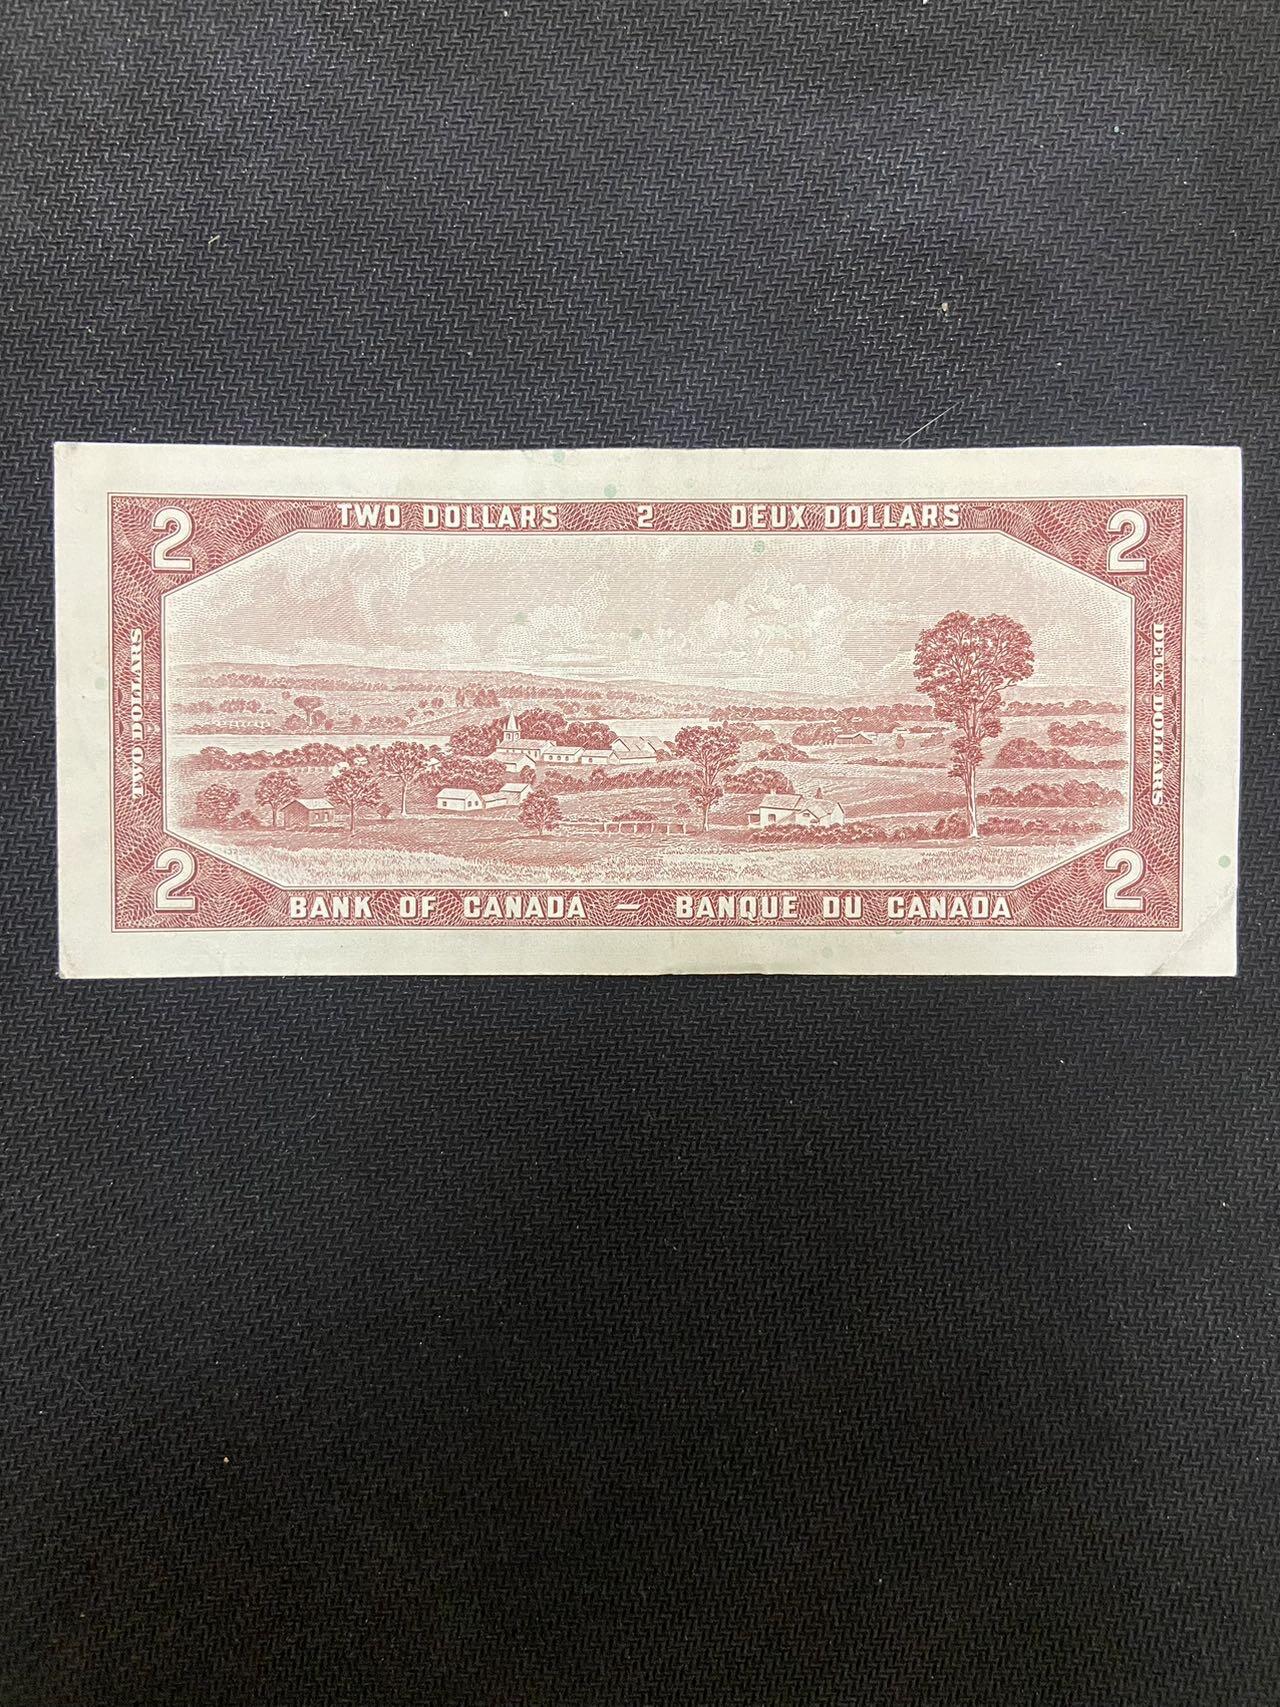 2 TWO DOLLARS 2 DEUX DOLLARS 2
TWO DOLLARS
DEUX DOLLARS
2 BANK OF CANADA — BANQUE DU CANADA 2